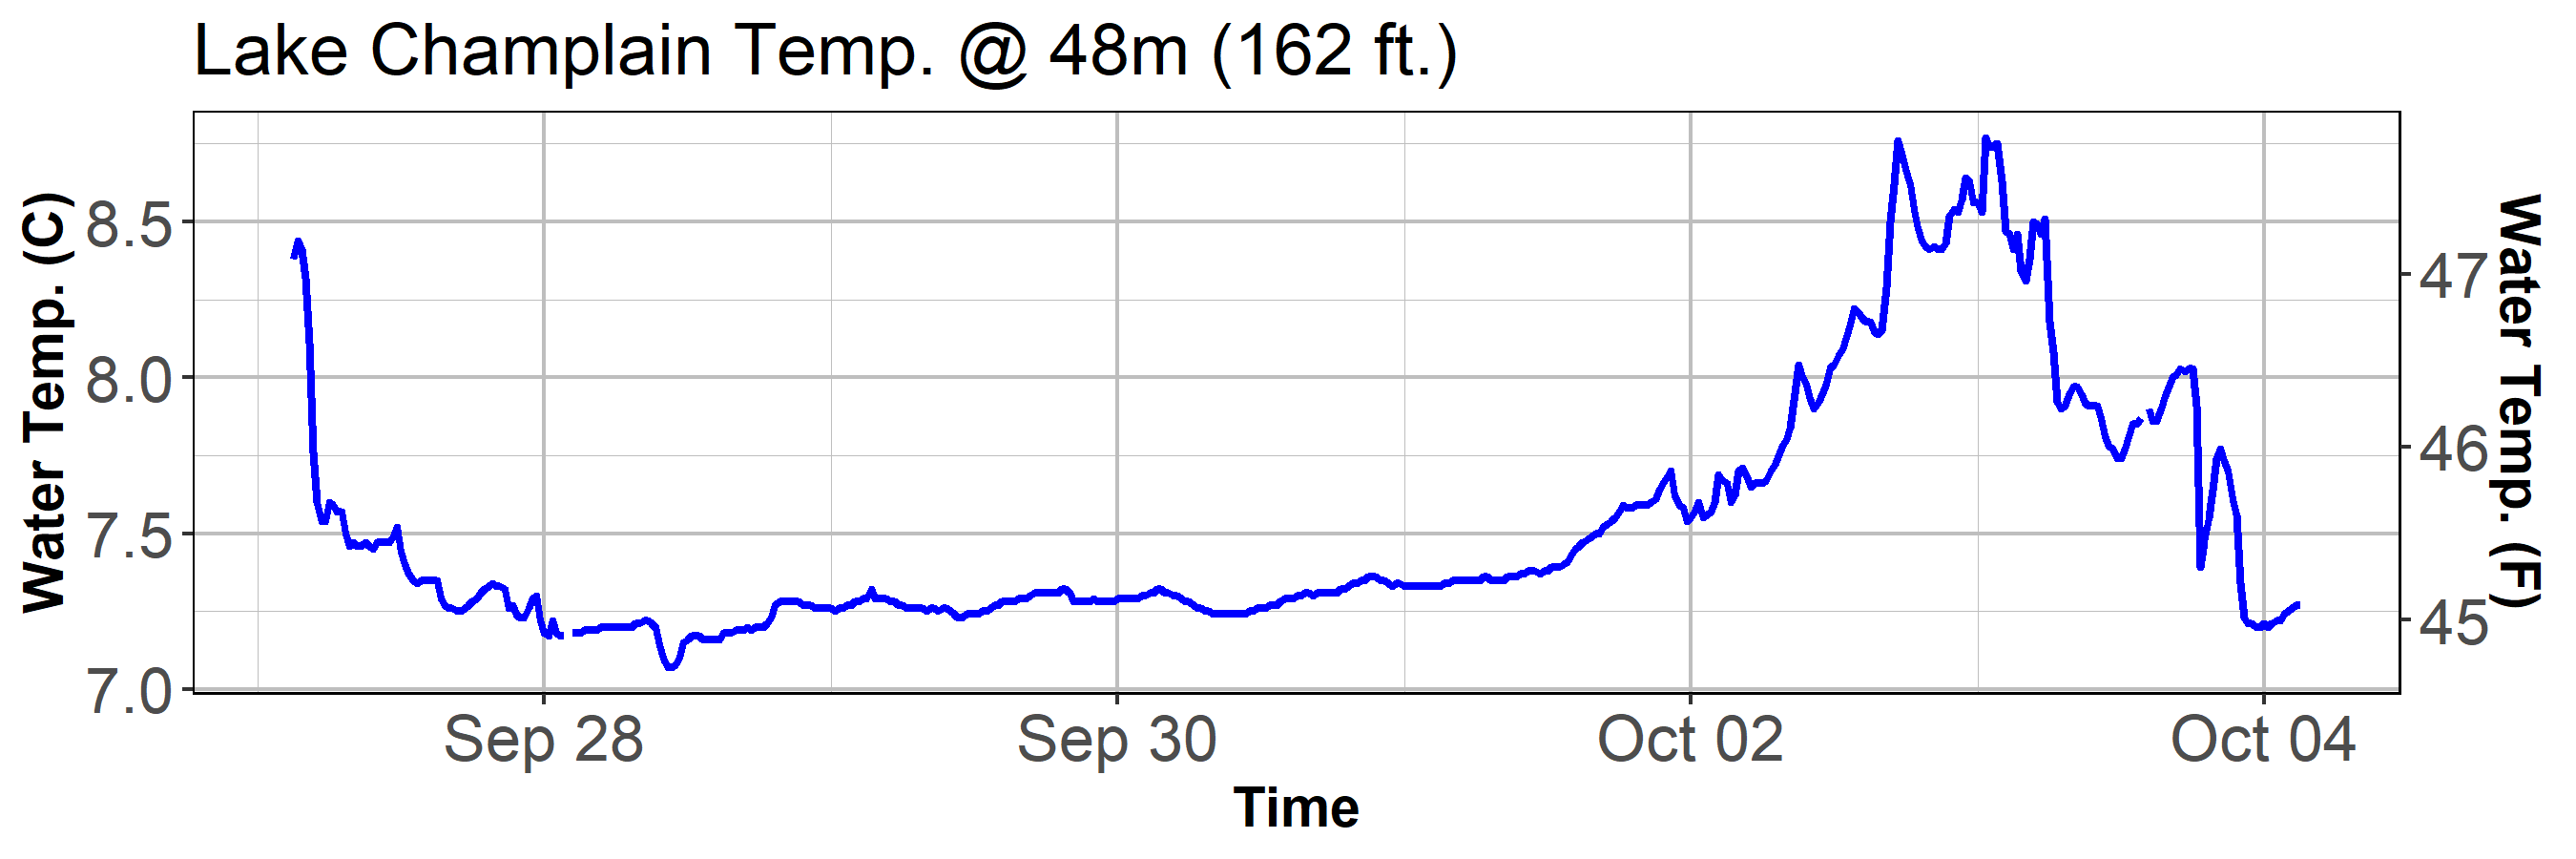 Lake Champlain Temp. @ 48m (162 ft.)
Water Temp. (C)
8.5
8.0
7.5
7.0
47
46
45
Water Temp. (F)
Sep 28 Sep 30 Oct 02 Oct 04
Time